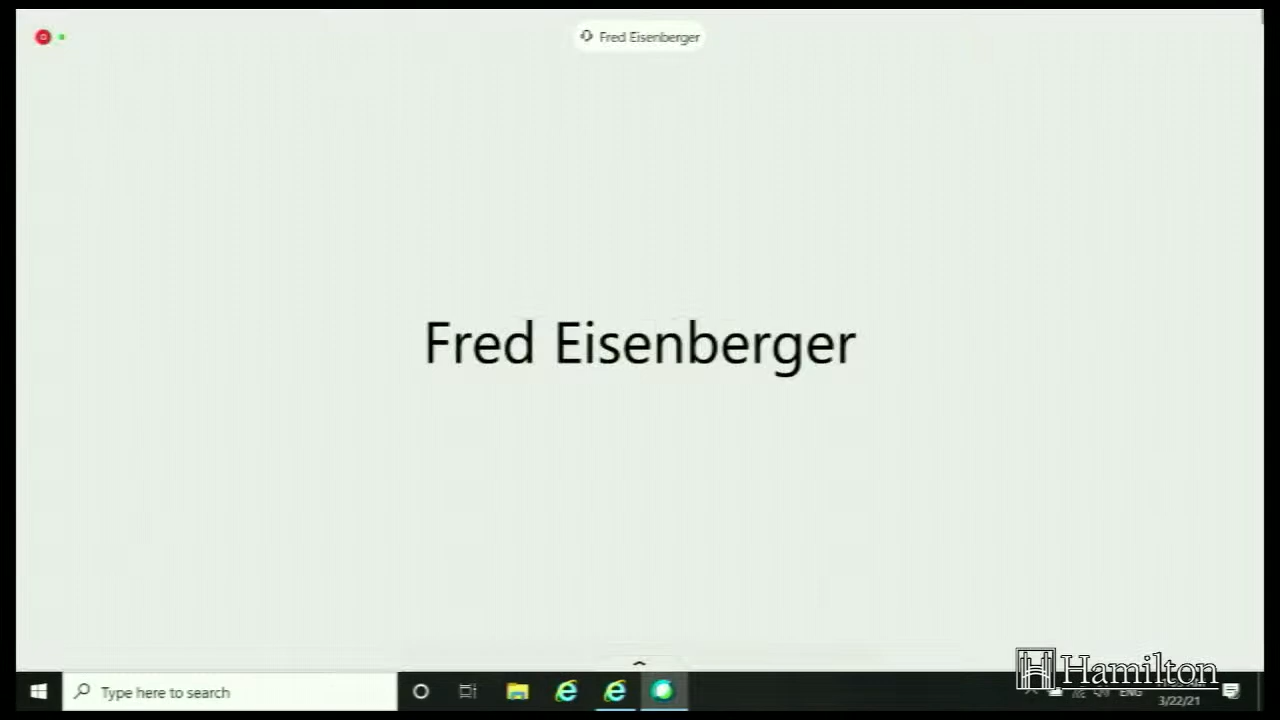 Fred Eisenberger
Fred Eisenberger
Hamilton
Type here to search
ENG
3/22/21